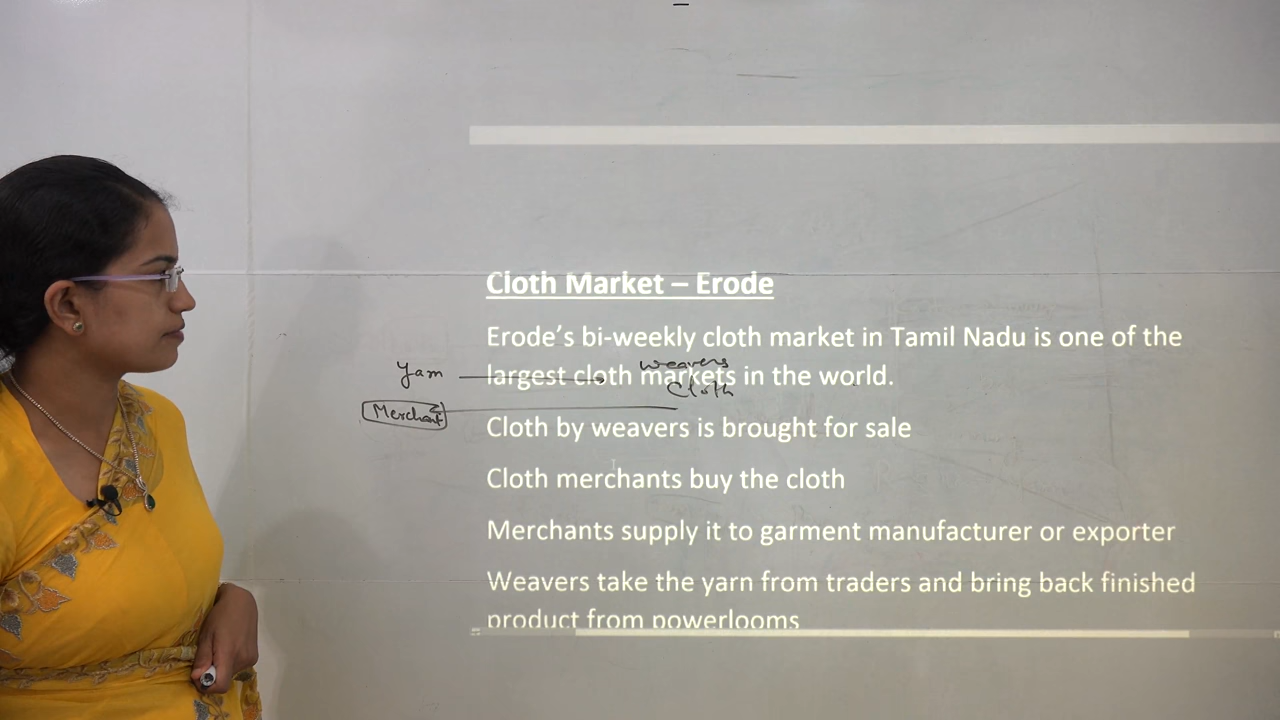 Cloth Market – Erode
Erode's bi-weekly cloth market in Tamil Nadu is one of the
weavers
Yarn
largest cloth markets in the world.
Cloth
Merchant
Cloth by weavers is brought for sale
Cloth merchants buy the cloth
Merchants supply it to garment manufacturer or exporter
Weavers take the yarn from traders and bring back finished
product from powerlooms